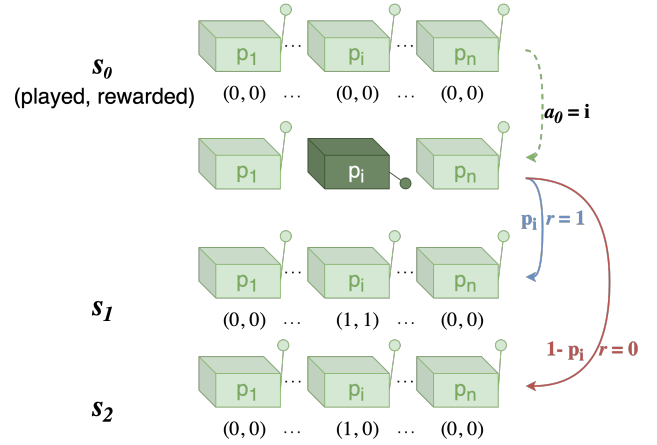 p1 ... pi ... pn
s0
(played, rewarded)
(0, 0) ... (0, 0) ... (0, 0)
a0 = i
p1 pi pn
pi r = 1
p1 ... pi ... pn
s1
(0, 0) ... (1, 1) ... (0, 0)
1- pi r = 0
p1 ... pi ... pn
s2
(0, 0) ... (1, 0) ... (0, 0)